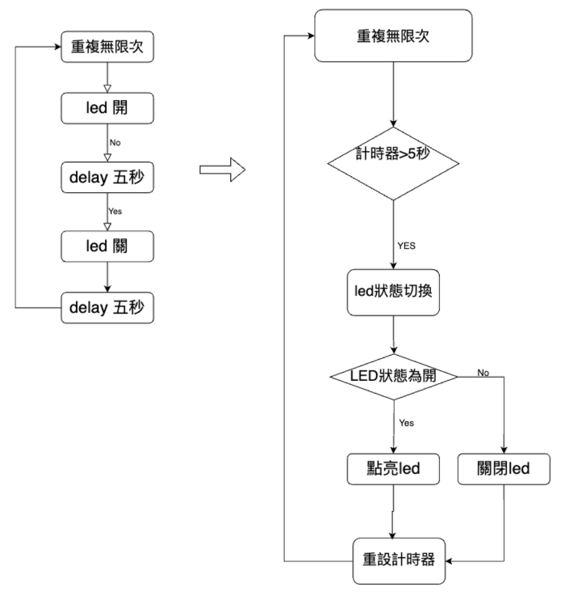 重複無限次
led 開
No
delay 五秒
Yes
led 關
delay 五秒
重複無限次
計時器>5秒
YES
led狀態切換
LED狀態為開
No
Yes
點亮led
關閉led
重設計時器